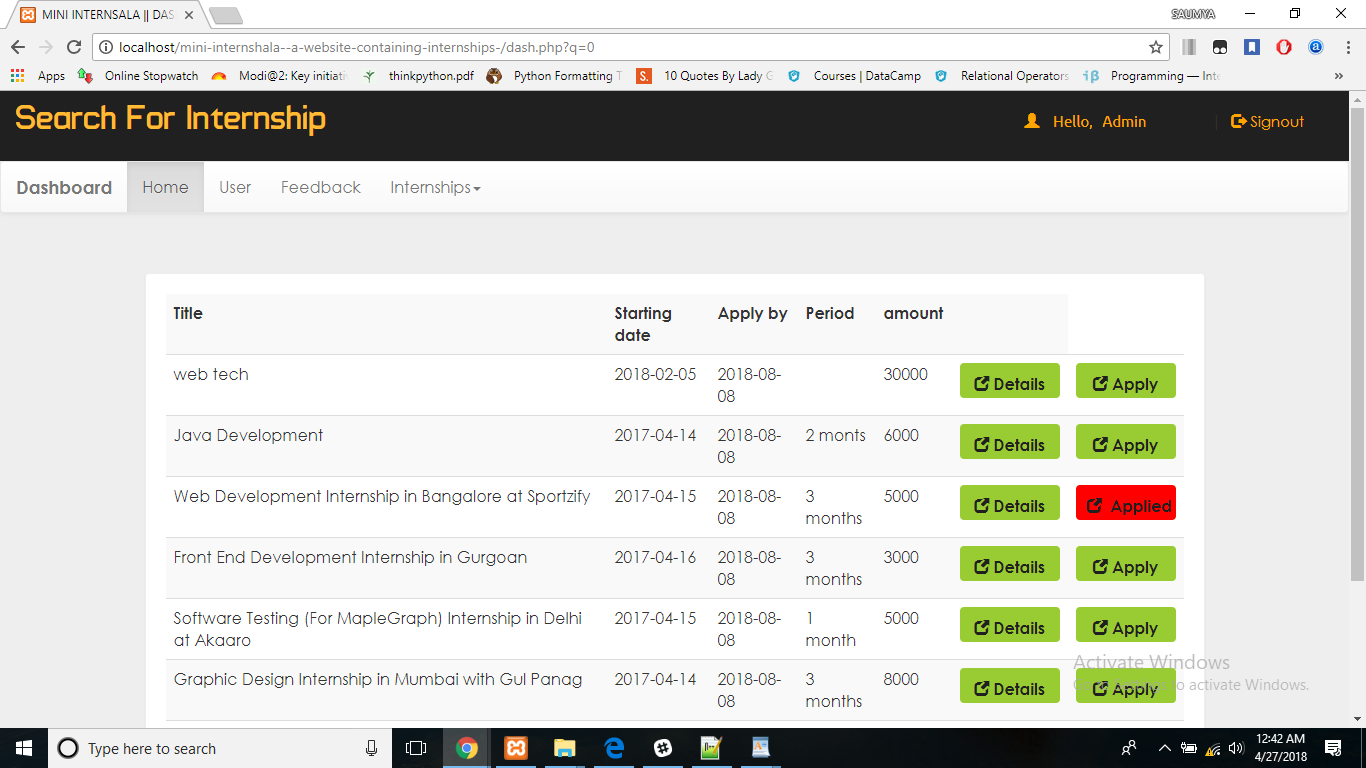 MINI INTERNSALA || DAS
SAUMYA
localhost/mini-internshala--a-website-containing-internships-/dash.php?q=0
Apps Online Stopwatch Modi@2: Key initiati thinkpython.pdf Python Formatting T S. 10 Quotes By Lady G Courses | DataCamp Relational Operators iβ Programming — Inte »
Search For Internship
Hello, Admin | Signout
Dashboard Home User Feedback Internships
Title Starting date Apply by Period amount
web tech 2018-02-05 2018-08-08 30000 Details Apply
Java Development 2017-04-14 2018-08-08 2 monts 6000 Details Apply
Web Development Internship in Bangalore at Sportzify 2017-04-15 2018-08-08 3 months 5000 Details Applied
Front End Development Internship in Gurgoan 2017-04-16 2018-08-08 3 months 3000 Details Apply
Software Testing (For MapleGraph) Internship in Delhi at Akaaro 2017-04-15 2018-08-08 1 month 5000 Details Apply
Graphic Design Internship in Mumbai with Gul Panag 2017-04-14 2018-08-08 3 months 8000 Details Apply
Activate Windows
to activate Windows.
Type here to search
12:42 AM
4/27/2018